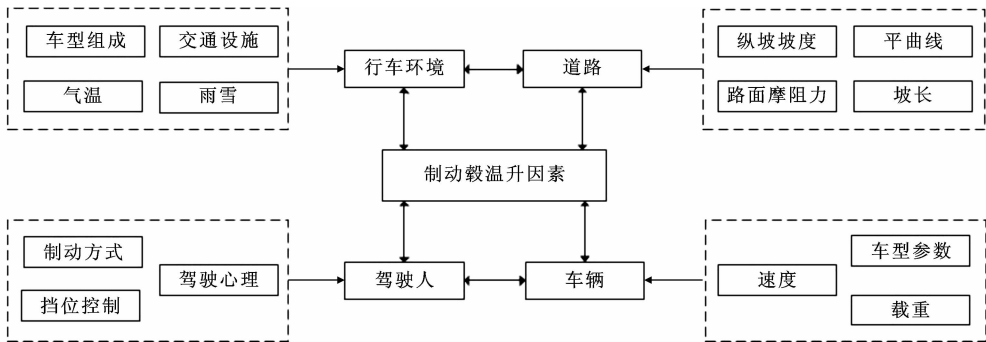 车型组成
交通设施
气温
雨雪
行车环境
道路
纵坡坡度
平曲线
路面摩阻力
坡长
制动毂温升因素
制动方式
驾驶心理
挡位控制
驾驶人
车辆
速度
车型参数
载重